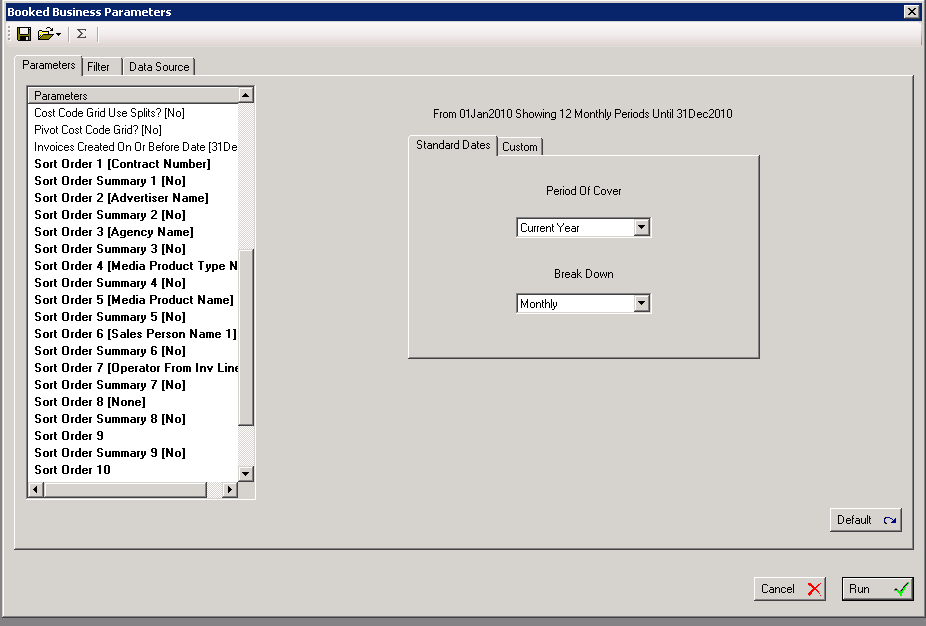 Booked Business Parameters
Σ
Parameters Filter Data Source
Parameters
Cost Code Grid Use Splits? [No]
Pivot Cost Code Grid? [No]
Invoices Created On Or Before Date [31De
Sort Order 1 [Contract Number]
Sort Order Summary 1 [No]
Sort Order 2 [Advertiser Name]
Sort Order Summary 2 [No]
Sort Order 3 [Agency Name]
Sort Order Summary 3 [No]
Sort Order 4 [Media Product Type N
Sort Order Summary 4 [No]
Sort Order 5 [Media Product Name]
Sort Order Summary 5 [No]
Sort Order 6 [Sales Person Name 1]
Sort Order Summary 6 [No]
Sort Order 7 [Operator From Inv Line
Sort Order Summary 7 [No]
Sort Order 8 [None]
Sort Order Summary 8 [No]
Sort Order 9
Sort Order Summary 9 [No]
Sort Order 10
From 01Jan2010 Showing 12 Monthly Periods Until 31Dec2010
Standard Dates Custom
Period Of Cover
Current Year
Break Down
Monthly
Default
Cancel
Run